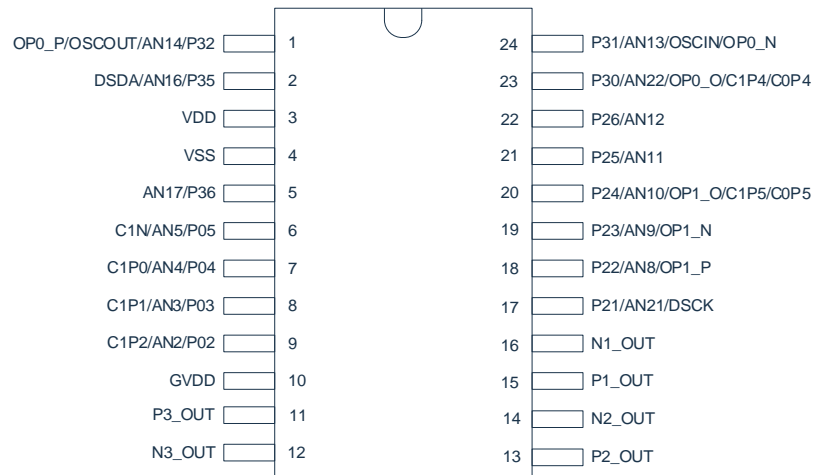 OP0_P/OSCOUT/AN14/P32 1 24 P31/AN13/OSCIN/OP0_N
DSDA/AN16/P35 2 23 P30/AN22/OP0_O/C1P4/C0P4
VDD 3 22 P26/AN12
VSS 4 21 P25/AN11
AN17/P36 5 20 P24/AN10/OP1_O/C1P5/C0P5
C1N/AN5/P05 6 19 P23/AN9/OP1_N
C1P0/AN4/P04 7 18 P22/AN8/OP1_P
C1P1/AN3/P03 8 17 P21/AN21/DSCK
C1P2/AN2/P02 9 16 N1_OUT
GVDD 10 15 P1_OUT
P3_OUT 11 14 N2_OUT
N3_OUT 12 13 P2_OUT